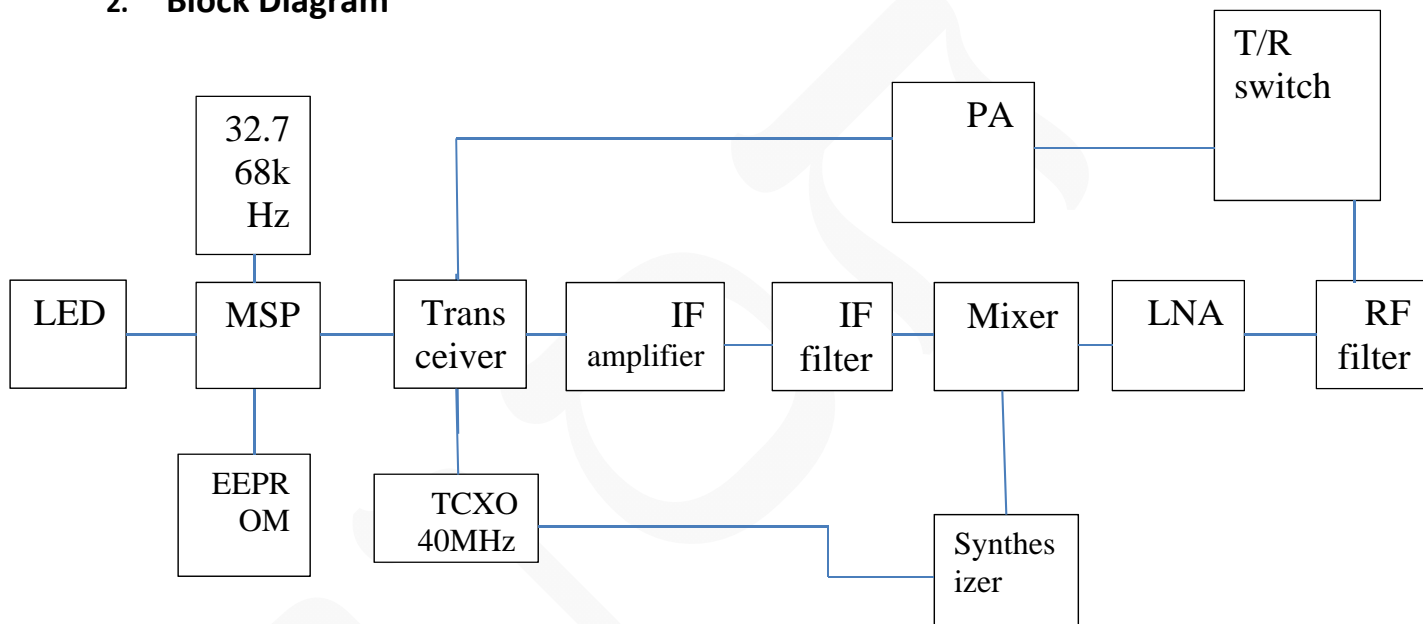 2. Block Diagram
T/R
switch
PA
32.7
68k
Hz
LED
MSP
Trans
ceiver
IF
amplifier
IF
filter
Mixer
LNA
RF
filter
EEPR
OM
TCXO
40MHz
Synthes
izer